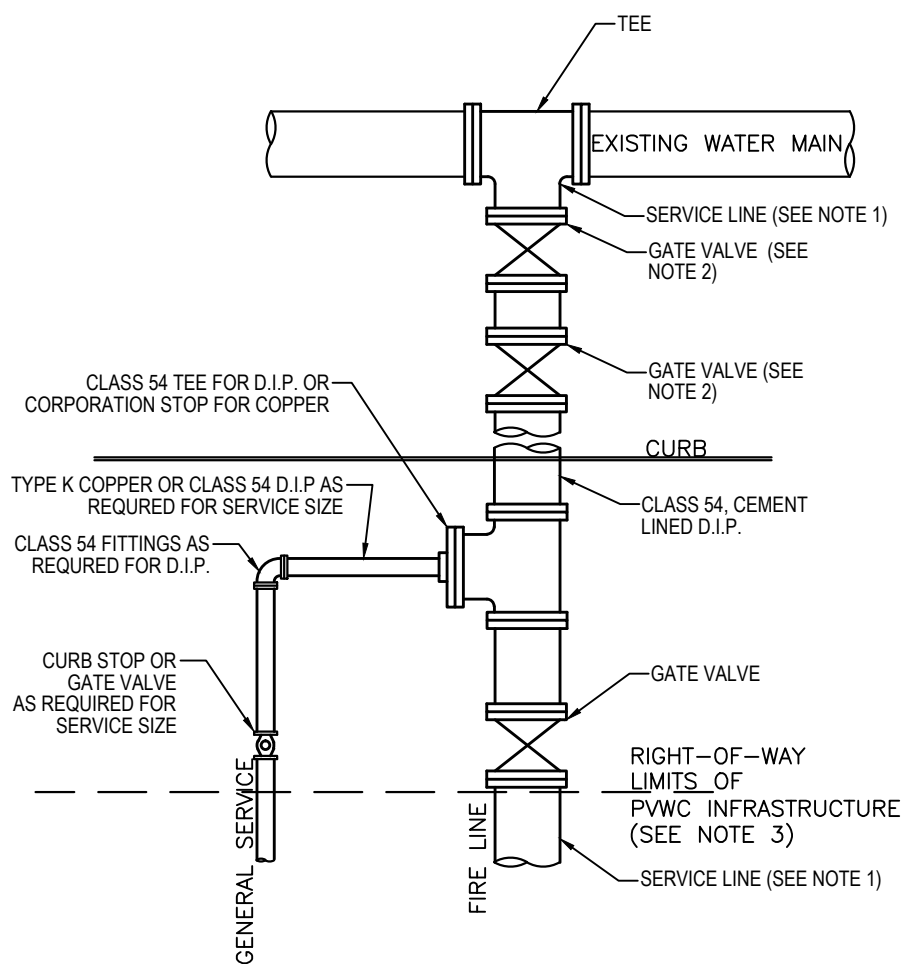 TEE
EXISTING WATER MAIN
SERVICE LINE (SEE NOTE 1)
GATE VALVE (SEE
NOTE 2)
GATE VALVE (SEE
NOTE 2)
CLASS 54 TEE FOR D.I.P. OR
CORPORATION STOP FOR COPPER
CURB
TYPE K COPPER OR CLASS 54 D.I.P AS
REQURED FOR SERVICE SIZE
CLASS 54, CEMENT
LINED D.I.P.
CLASS 54 FITTINGS AS
REQURED FOR D.I.P.
CURB STOP OR
GATE VALVE
AS REQUIRED FOR
SERVICE SIZE
GATE VALVE
RIGHT-OF-WAY
LIMITS OF
PVWC INFRASTRUCTURE
(SEE NOTE 3)
GENERAL SERVICE
FIRE LINE
SERVICE LINE (SEE NOTE 1)